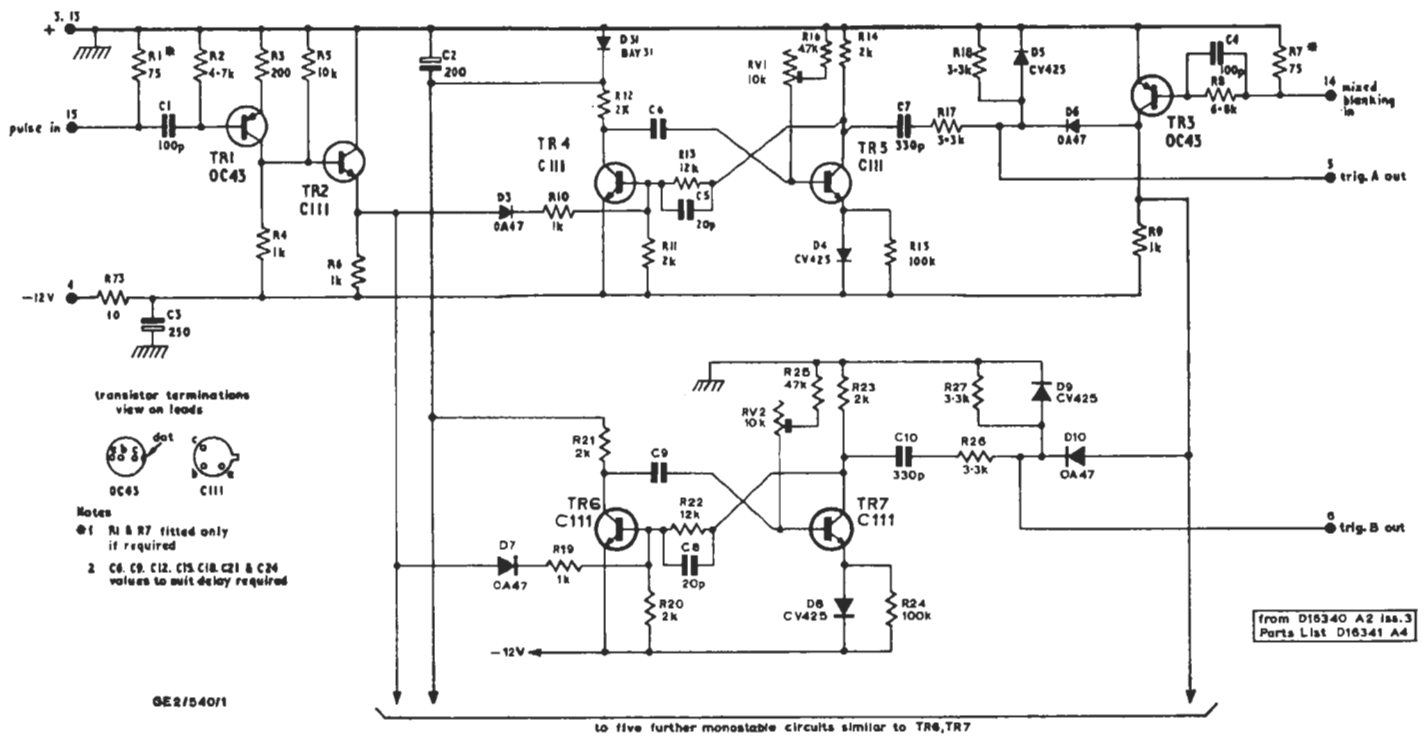 + 3, 13
R1 *
75
R2
4·7k
R3
200
R5
10k
C2
200
D31
BAY31
R12
2K
C6
RV1
10k
R16
47k
R14
2k
R18
3·3k
D5
CV425
C4
100p
R8
6·8k
R7 *
75
14
mixed
blanking
in
15
pulse in
C1
100p
TR1
OC43
TR2
C111
TR4
C111
R13
12k
C5
20p
TR5
C111
C7
330p
R17
3·3k
D6
OA47
TR3
OC43
5
trig. A out
D3
OA47
R10
1k
R11
2k
D4
CV425
R15
100k
R9
1k
R4
1k
R6
1k
-12V
4
R73
10
C3
250
transistor terminations
view on leads
dot
e b c
OC43
c
b
e
C111
Notes
*1 R1 & R7 fitted only
if required
2 C6, C9, C12, C15, C18, C21 & C24
values to suit delay required
R21
2k
C9
RV2
10k
R25
47k
R23
2k
R27
3·3k
D9
CV425
C10
330p
R26
3·3k
D10
OA47
TR6
C111
R22
12k
C8
20p
TR7
C111
6
trig. B out
D7
OA47
R19
1k
R20
2k
D8
CV425
R24
100k
-12V
from D16340 A2 Iss.3
Parts List D16341 A4
GE2/540/1
to five further monostable circuits similar to TR6, TR7